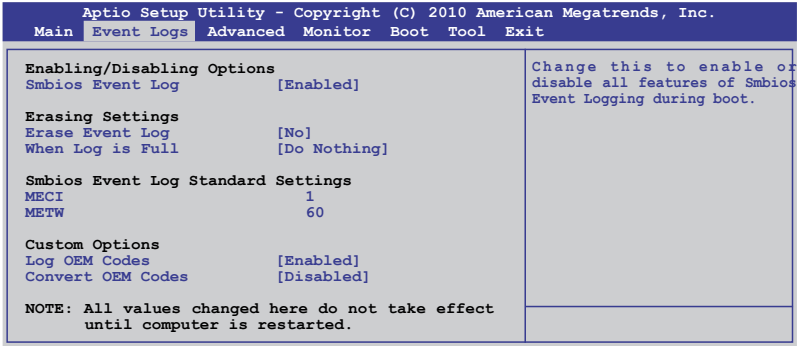 Aptio Setup Utility - Copyright (C) 2010 American Megatrends, Inc.
Main Event Logs Advanced Monitor Boot Tool Exit
Enabling/Disabling Options
Smbios Event Log [Enabled]
Erasing Settings
Erase Event Log [No]
When Log is Full [Do Nothing]
Smbios Event Log Standard Settings
MECI 1
METW 60
Custom Options
Log OEM Codes [Enabled]
Convert OEM Codes [Disabled]
NOTE: All values changed here do not take effect
until computer is restarted.
Change this to enable or
disable all features of Smbios
Event Logging during boot.